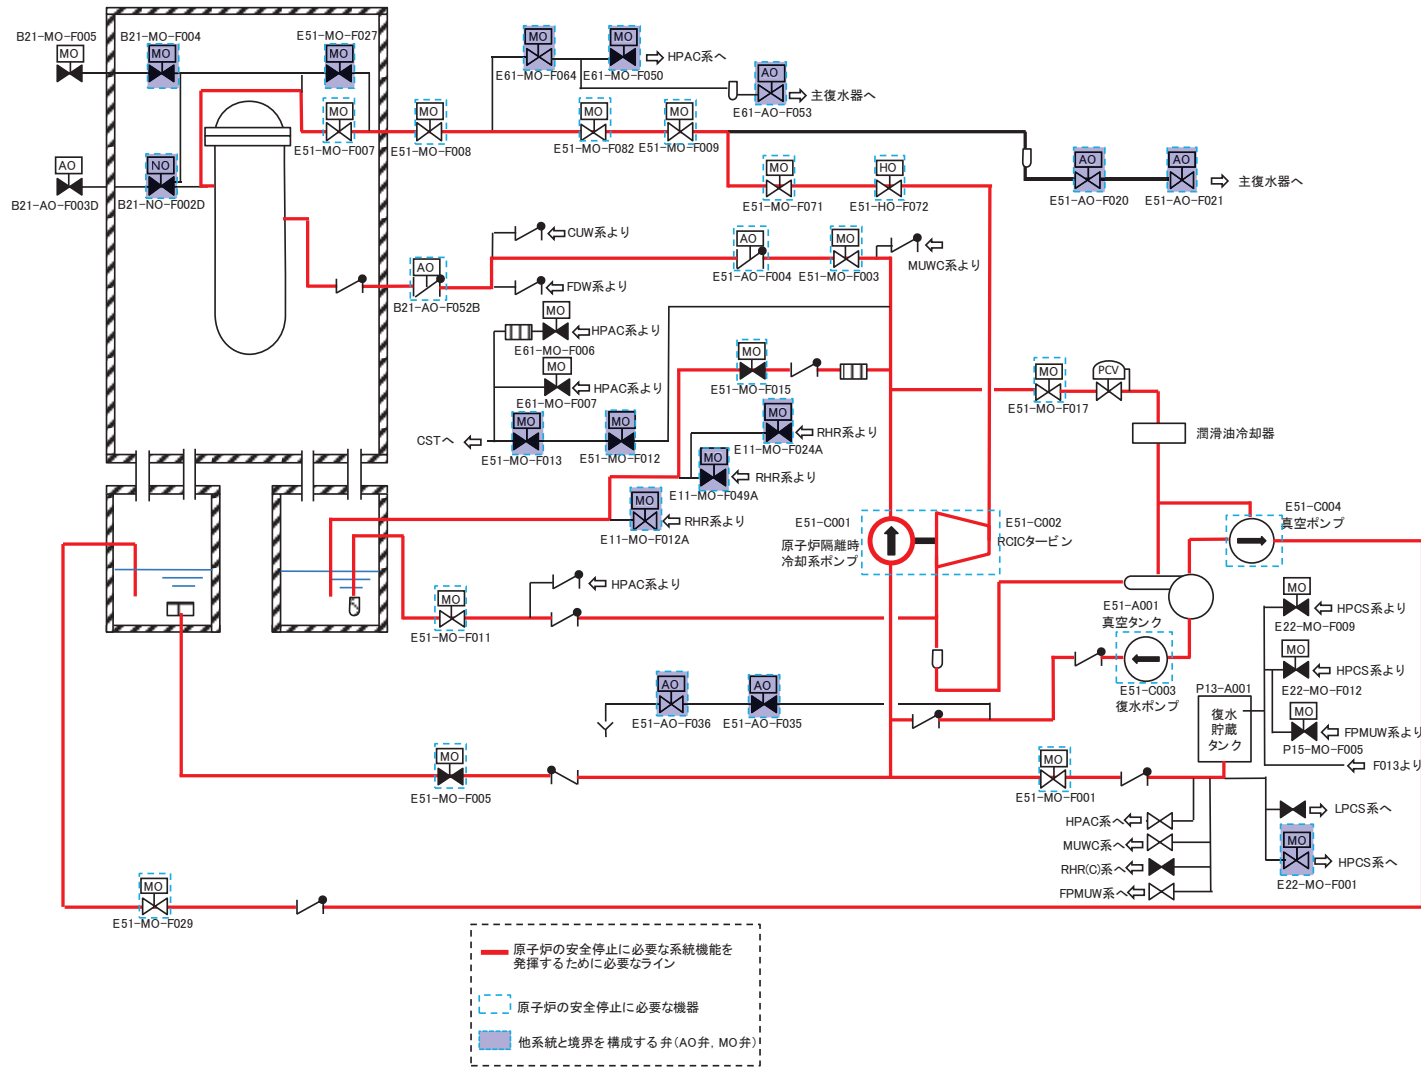 B21-MO-F005
MO
B21-MO-F004
MO
E51-MO-F027
MO
MO
E51-MO-F007
MO
E51-MO-F008
AO
B21-AO-F003D
NO
B21-NO-F002D
MO
E61-MO-F064
MO
E61-MO-F050
HPAC系へ
AO
E61-AO-F053
主復水器へ
MO
E51-MO-F082
MO
E51-MO-F009
MO
E51-MO-F071
HO
E51-HO-F072
AO
E51-AO-F020
AO
E51-AO-F021
主復水器へ
CUW系より
AO
B21-AO-F052B
FDW系より
AO
E51-AO-F004
MO
E51-MO-F003
MUWC系より
MO
HPAC系より
E61-MO-F006
MO
HPAC系より
E61-MO-F007
CSTへ
MO
E51-MO-F013
MO
E51-MO-F012
MO
E51-MO-F015
MO
RHR系より
E11-MO-F024A
MO
RHR系より
E11-MO-F049A
MO
RHR系より
E11-MO-F012A
MO
E51-MO-F017
PCV
潤滑油冷却器
E51-C001
原子炉隔離時
冷却系ポンプ
E51-C002
RCICタービン
E51-C004
真空ポンプ
E51-A001
真空タンク
E51-C003
復水ポンプ
MO
E51-MO-F011
HPAC系より
MO
HPCS系より
E22-MO-F009
MO
HPCS系より
E22-MO-F012
MO
FPMUW系より
P15-MO-F005
F013より
P13-A001
復水
貯蔵
タンク
AO
E51-AO-F036
AO
E51-AO-F035
MO
E51-MO-F005
MO
E51-MO-F001
HPAC系へ
MUWC系へ
RHR(C)系へ
FPMUW系へ
LPCS系へ
MO
HPCS系へ
E22-MO-F001
MO
E51-MO-F029
原子炉の安全停止に必要な系統機能を
発揮するために必要なライン
原子炉の安全停止に必要な機器
他系統と境界を構成する弁(AO弁，MO弁)